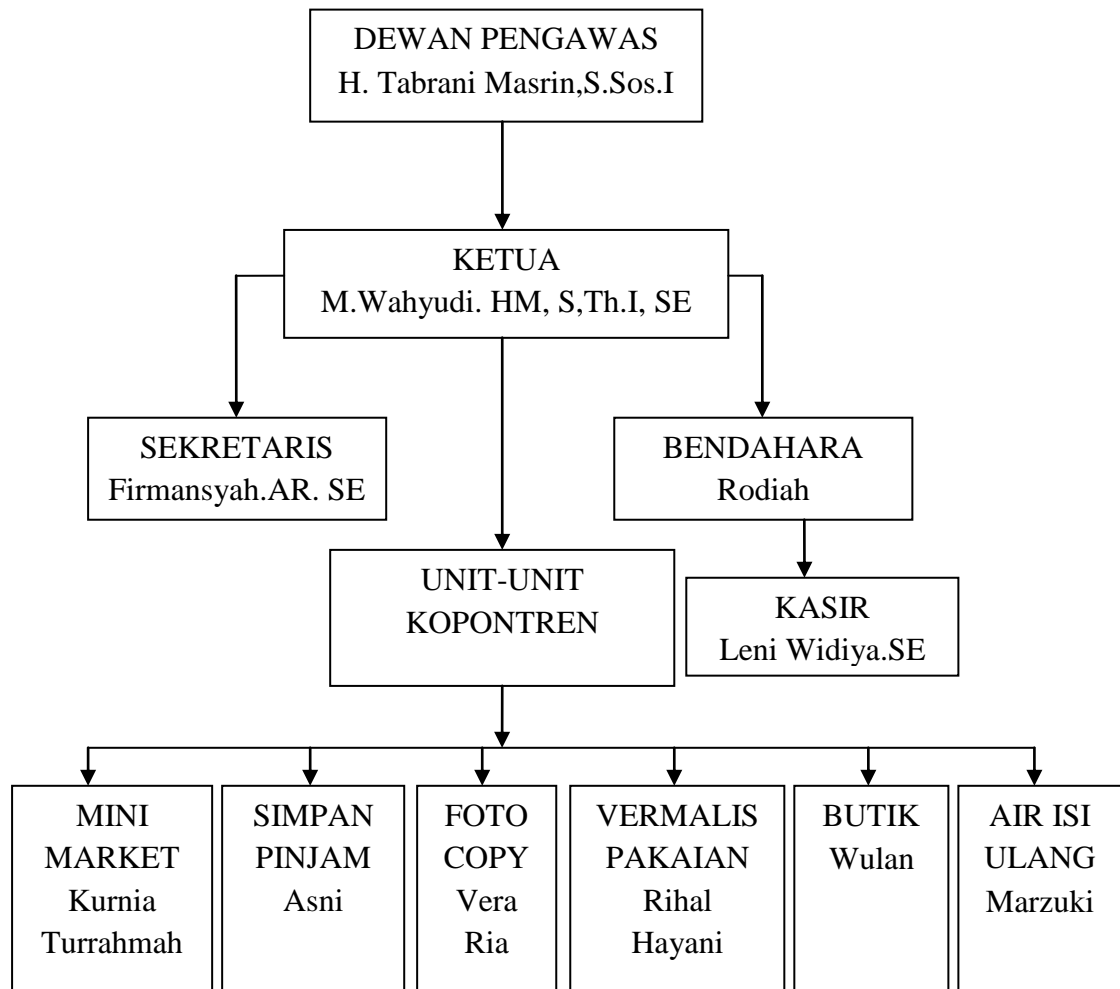 DEWAN PENGAWAS
H. Tabrani Masrin,S.Sos.I
KETUA
M.Wahyudi. HM, S,Th.I, SE
SEKRETARIS
Firmansyah.AR. SE
BENDAHARA
Rodiah
UNIT-UNIT
KOPONTREN
KASIR
Leni Widiya.SE
MINI
MARKET
Kurnia
Turrahmah
SIMPAN
PINJAM
Asni
FOTO
COPY
Vera
Ria
VERMALIS
PAKAIAN
Rihal
Hayani
BUTIK
Wulan
AIR ISI
ULANG
Marzuki